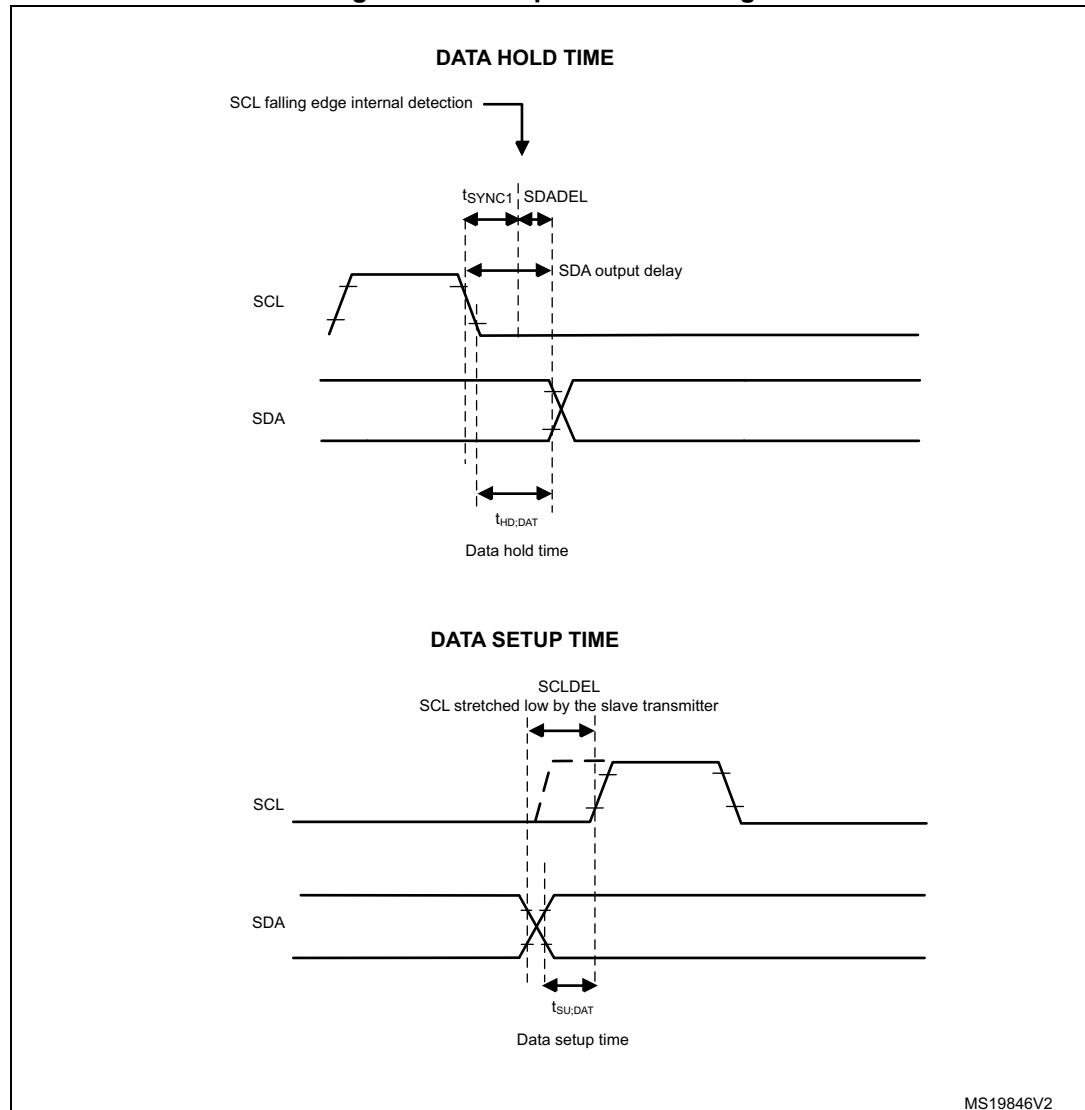 DATA HOLD TIME
SCL falling edge internal detection
tSYNC1 SDADEL
SDA output delay
SCL
SDA
tHD;DAT
Data hold time
DATA SETUP TIME
SCLDEL
SCL stretched low by the slave transmitter
SCL
SDA
tSU;DAT
Data setup time
MS19846V2